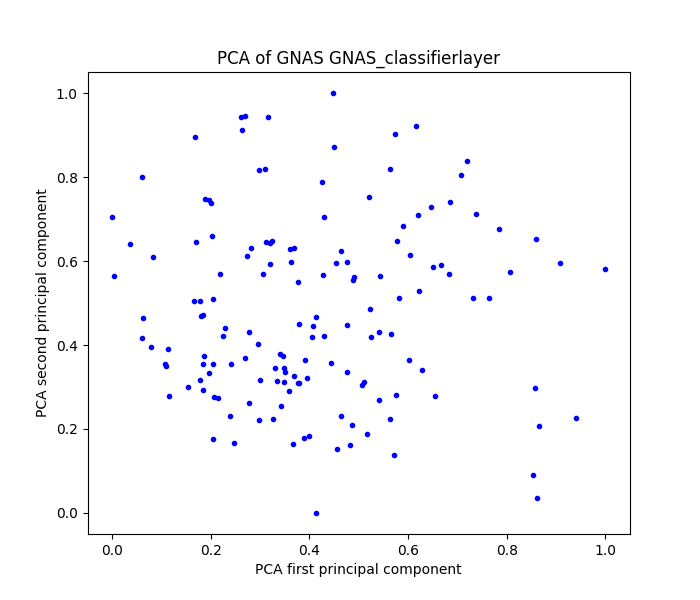 PCA of GNAS GNAS_classifierlayer
1.0
0.8
0.6
0.4
0.2
0.0
PCA second principal component
0.0 0.2 0.4 0.6 0.8 1.0
PCA first principal component